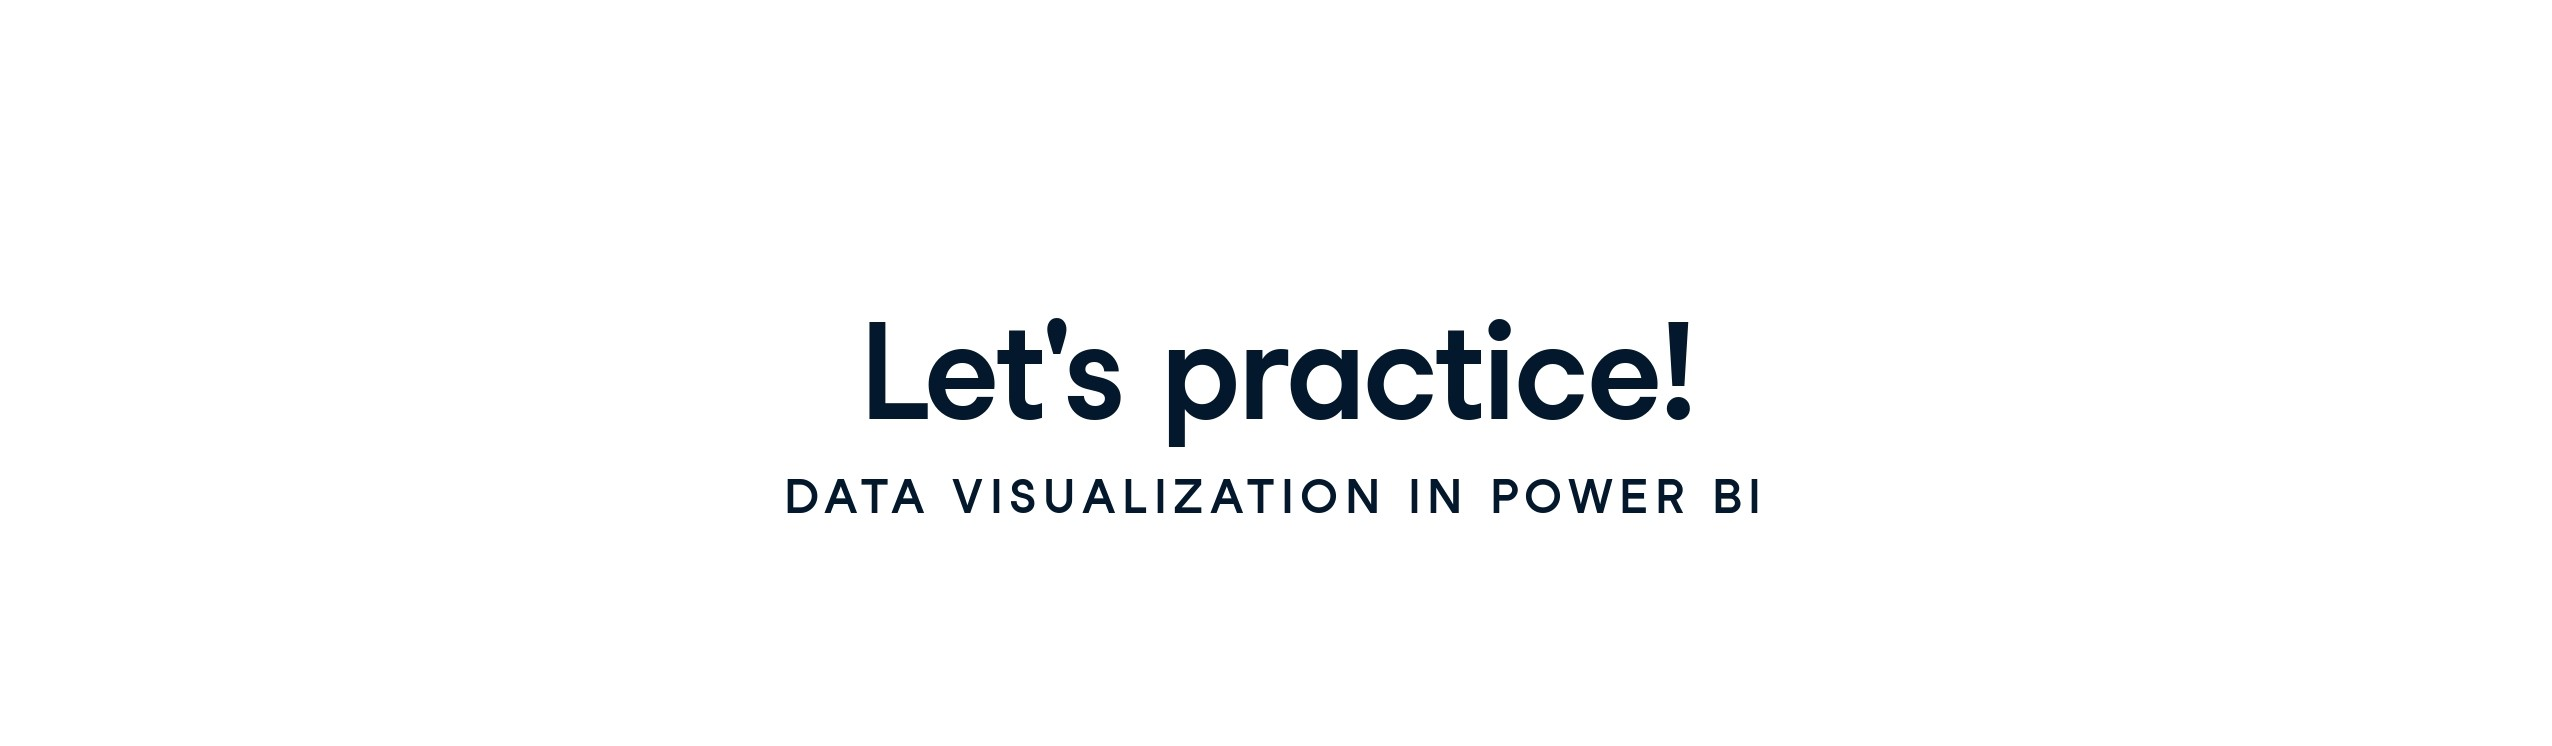 Let's practice!
DATA VISUALIZATION IN POWER BI